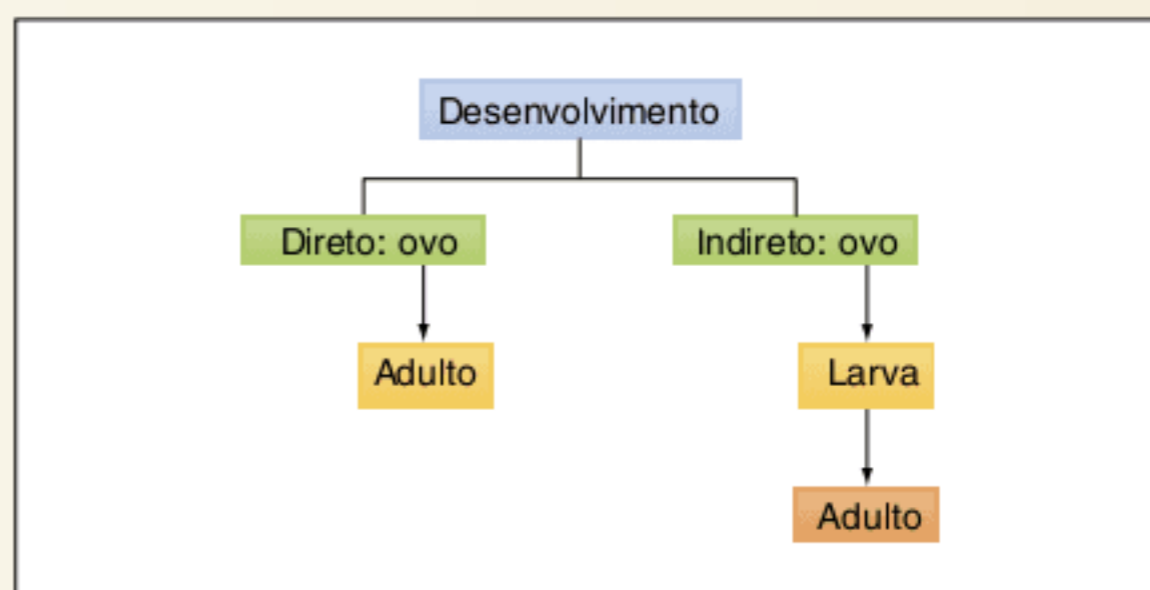 Desenvolvimento
Direto: ovo
Indireto: ovo
Adulto
Larva
Adulto